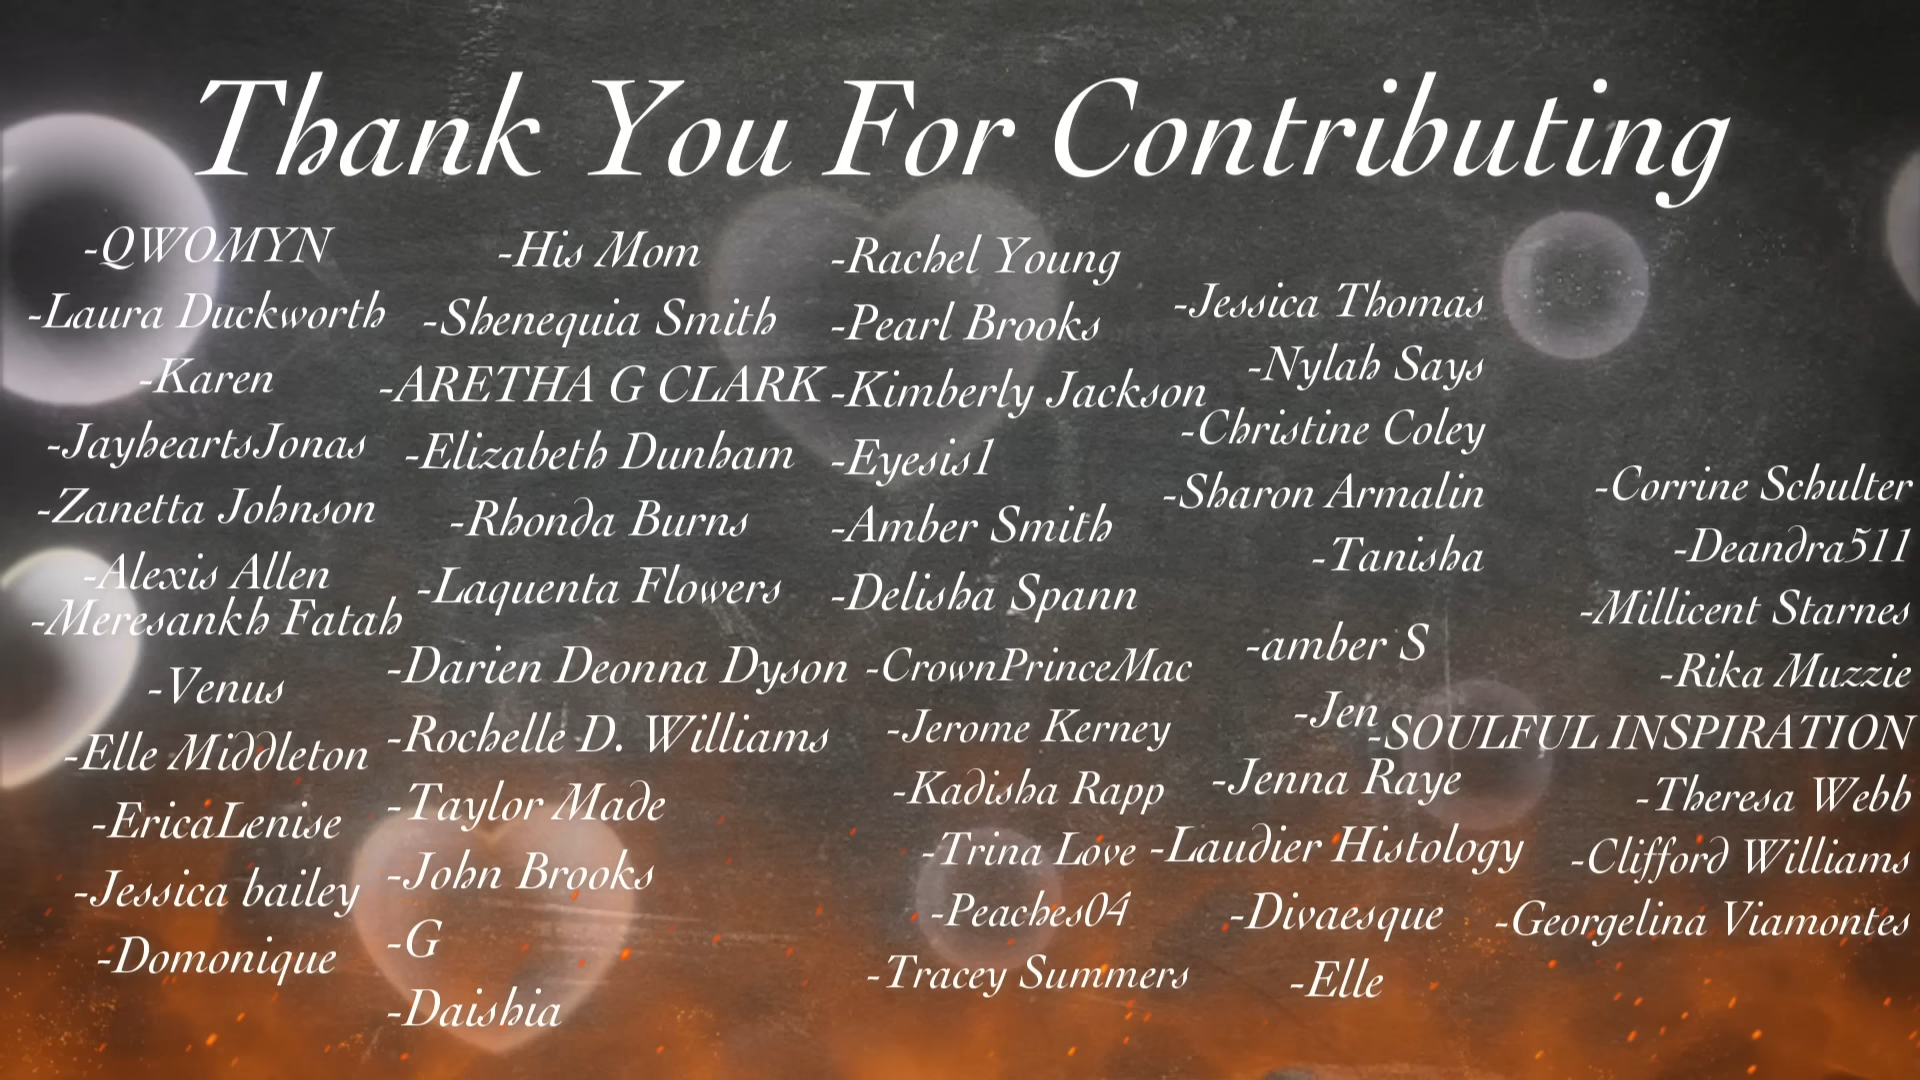 Thank You For Contributing
-QWOMYN
-Laura Duckworth
-Karen
-JayheartsJonas
-Zanetta Johnson
-Alexis Allen
-Meresankh Fatah
-Venus
-Elle Middleton
-EricaLenise
-Jessica bailey
-Domonique
-His Mom
-Shenequia Smith
-ARETHA G CLARK
-Elizabeth Dunham
-Rhonda Burns
-Laquenta Flowers
-Darien Deonna Dyson
-Rochelle D. Williams
-Taylor Made
-John Brooks
-G
-Daishia
-Rachel Young
-Pearl Brooks
-Kimberly Jackson
-Eyesis1
-Amber Smith
-Delisha Spann
-CrownPrinceMac
-Jerome Kerney
-Kadisha Rapp
-Trina Love
-Peaches04
-Tracey Summers
-Jessica Thomas
-Nylah Says
-Christine Coley
-Sharon Armalin
-Tanisha
-amber S
-Jen
-Jenna Raye
-Laudier Histology
-Divaesque
-Elle
-Corrine Schulter
-Deandra511
-Millicent Starnes
-Rika Muzzie
-SOULFUL INSPIRATION
-Theresa Webb
-Clifford Williams
-Georgelina Viamontes